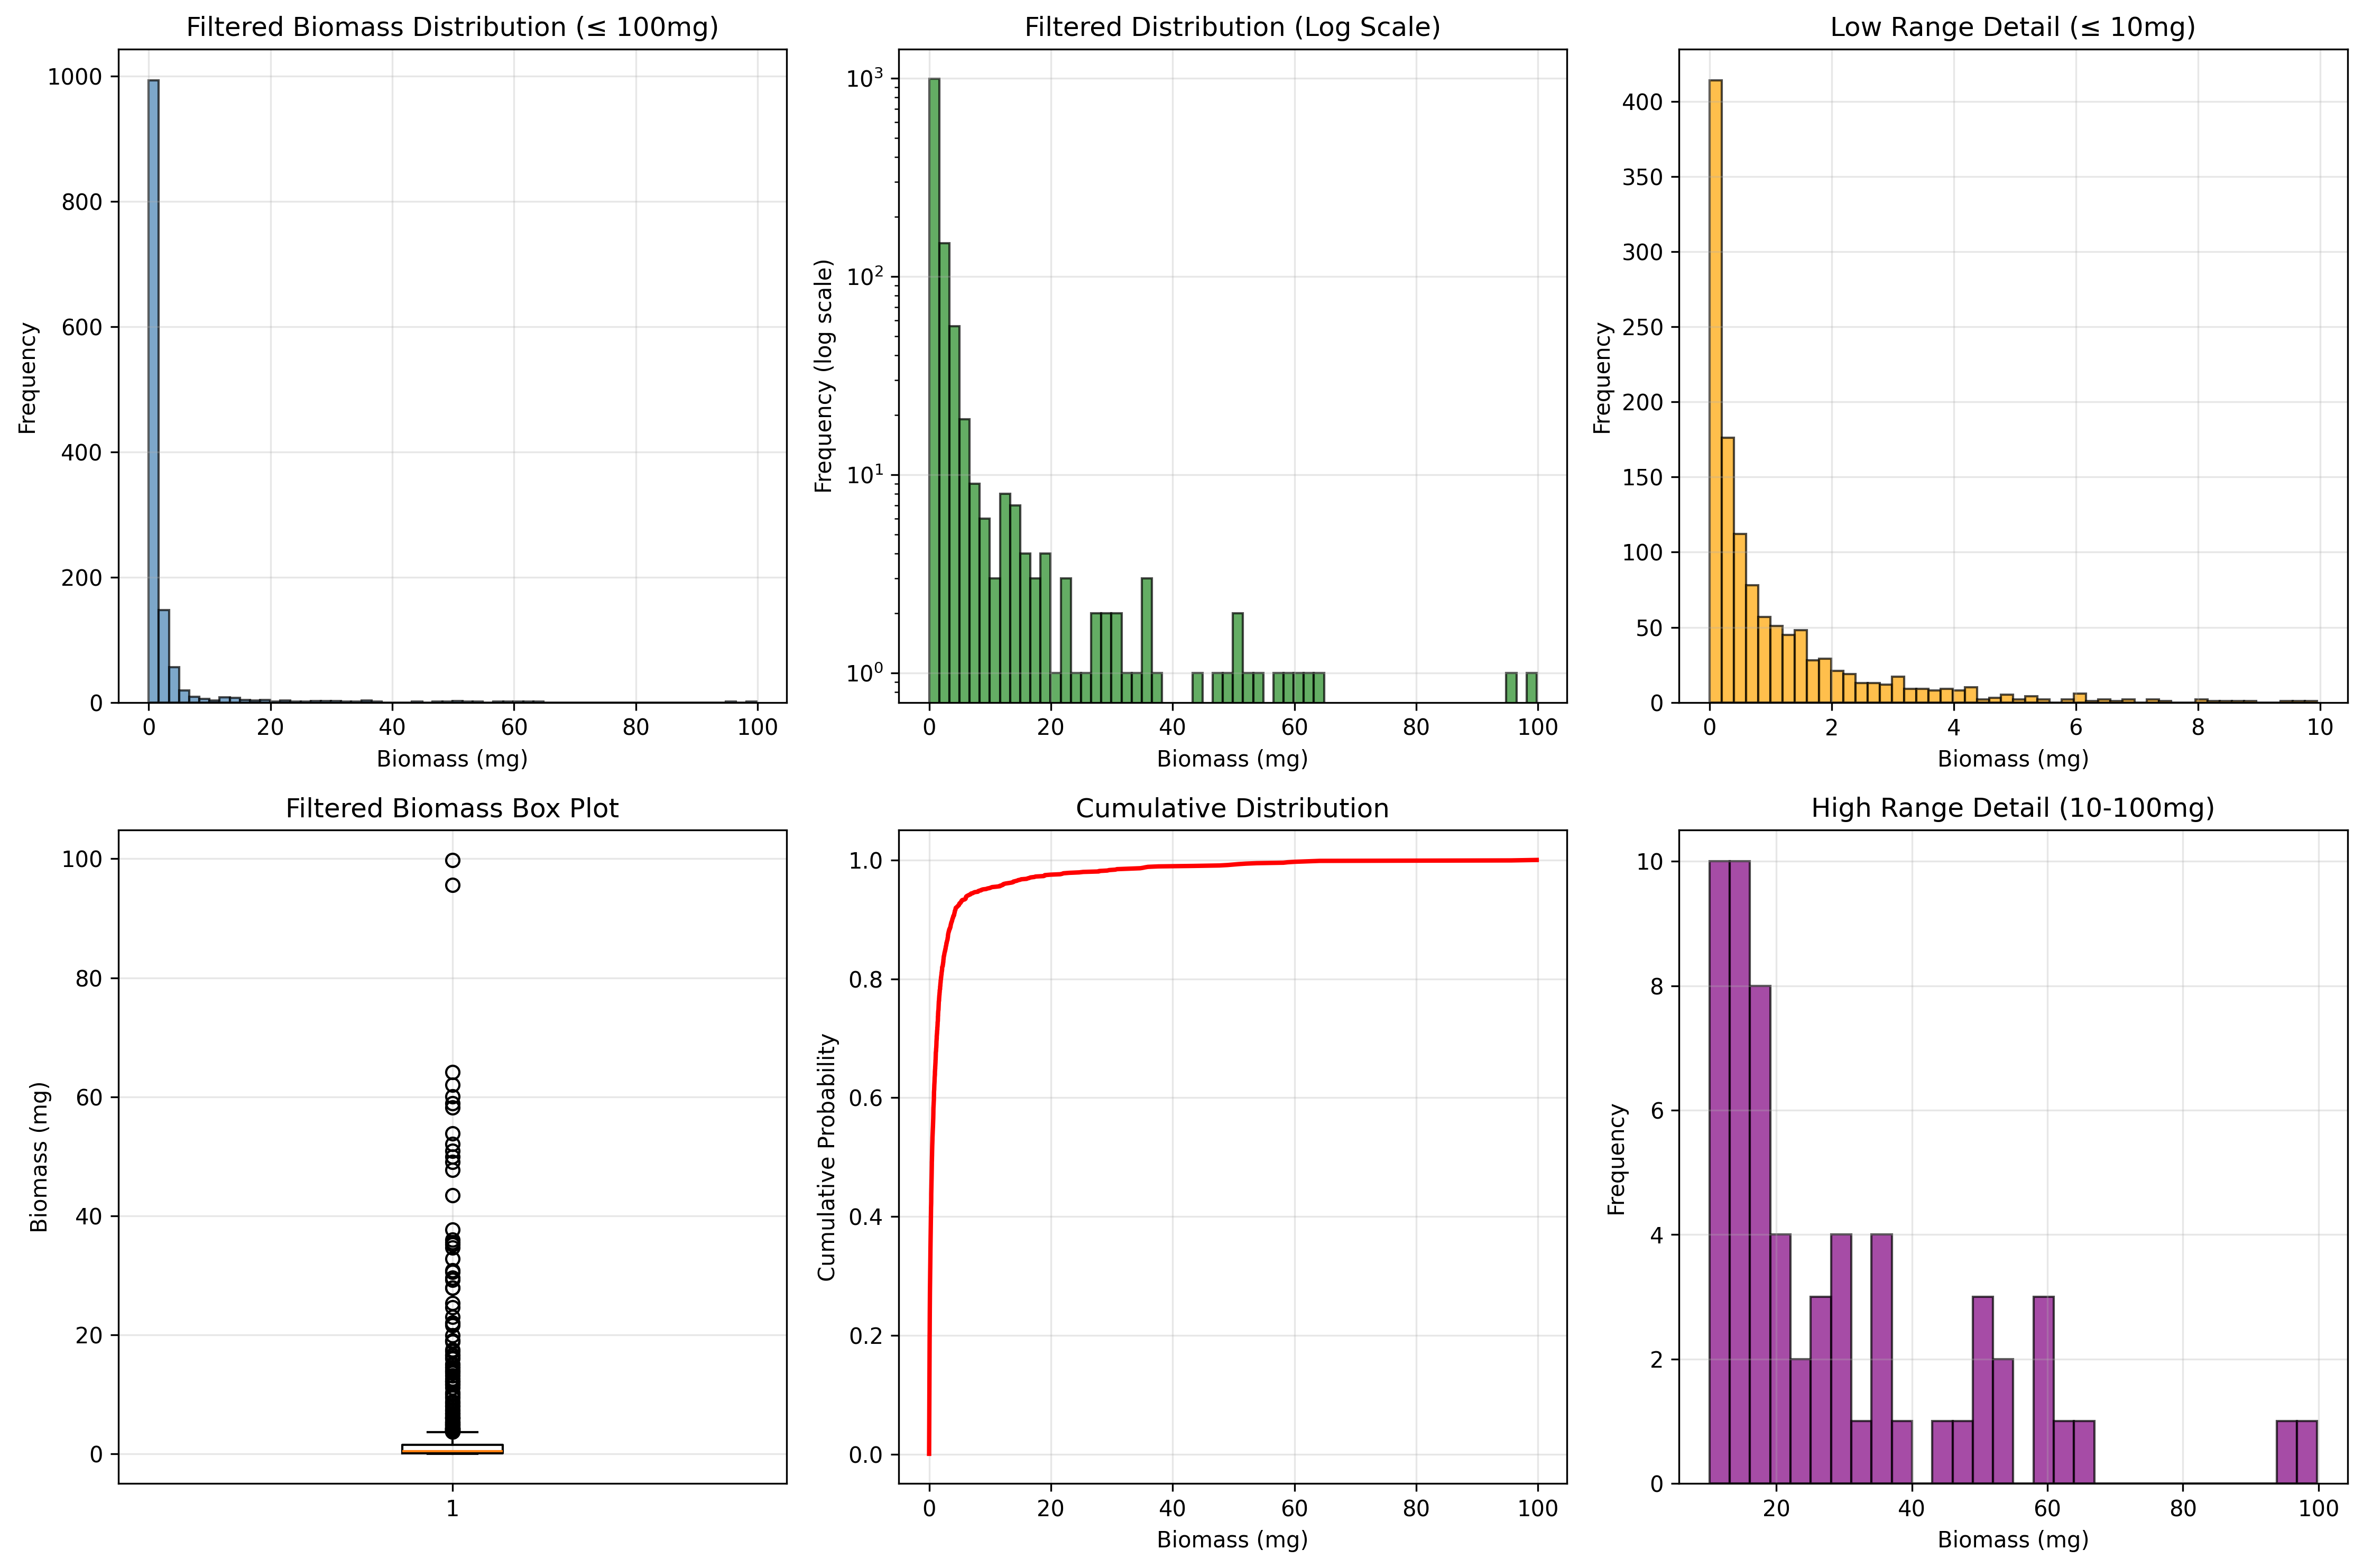 Filtered Biomass Distribution (≤ 100mg)
Frequency
1000
800
600
400
200
0
0 20 40 60 80 100
Biomass (mg)
Filtered Distribution (Log Scale)
Frequency (log scale)
10³
10²
10¹
10⁰
0 20 40 60 80 100
Biomass (mg)
Low Range Detail (≤ 10mg)
Frequency
400
350
300
250
200
150
100
50
0
0 2 4 6 8 10
Biomass (mg)
Filtered Biomass Box Plot
Biomass (mg)
100
80
60
40
20
0
1
Cumulative Distribution
Cumulative Probability
1.0
0.8
0.6
0.4
0.2
0.0
0 20 40 60 80 100
Biomass (mg)
High Range Detail (10-100mg)
Frequency
10
8
6
4
2
0
20 40 60 80 100
Biomass (mg)